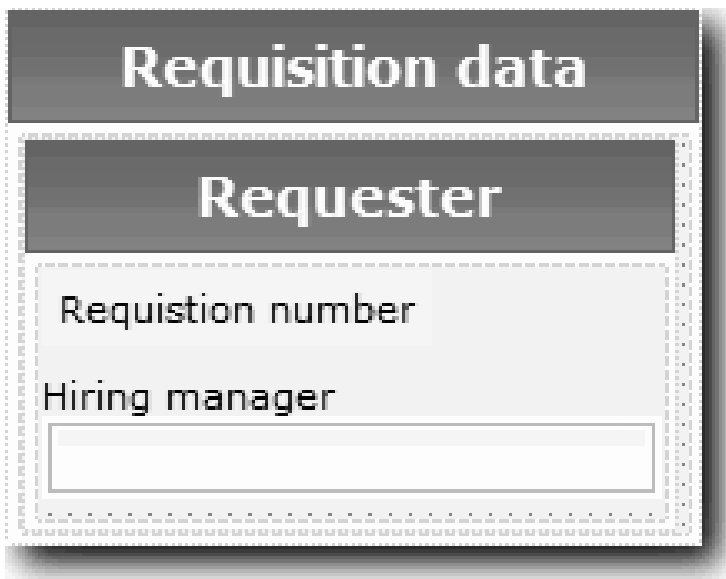 Requisition data
Requester
Requistion number
Hiring manager